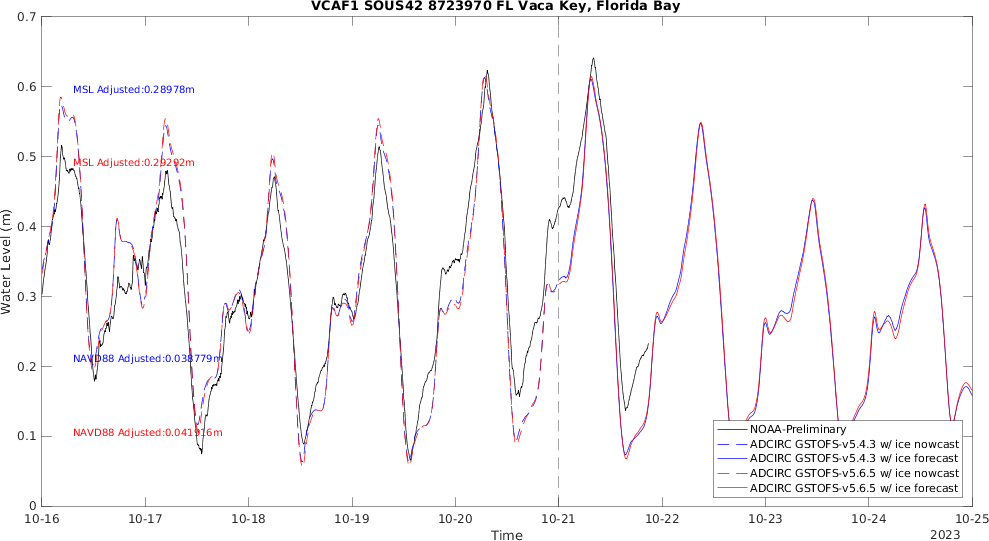 VCAF1 SOUS42 8723970 FL Vaca Key, Florida Bay
0.7
0.6
0.5
0.4
0.3
0.2
0.1
0
Water Level (m)
MSL Adjusted:0.28978m
MSL Adjusted:0.29292m
NAVD88 Adjusted:0.038779m
NAVD88 Adjusted:0.041916m
NOAA-Preliminary
ADCIRC GSTOFS-v5.4.3 w/ ice nowcast
ADCIRC GSTOFS-v5.4.3 w/ ice forecast
ADCIRC GSTOFS-v5.6.5 w/ ice nowcast
ADCIRC GSTOFS-v5.6.5 w/ ice forecast
10-16 10-17 10-18 10-19 10-20 10-21 10-22 10-23 10-24 10-25
Time
2023